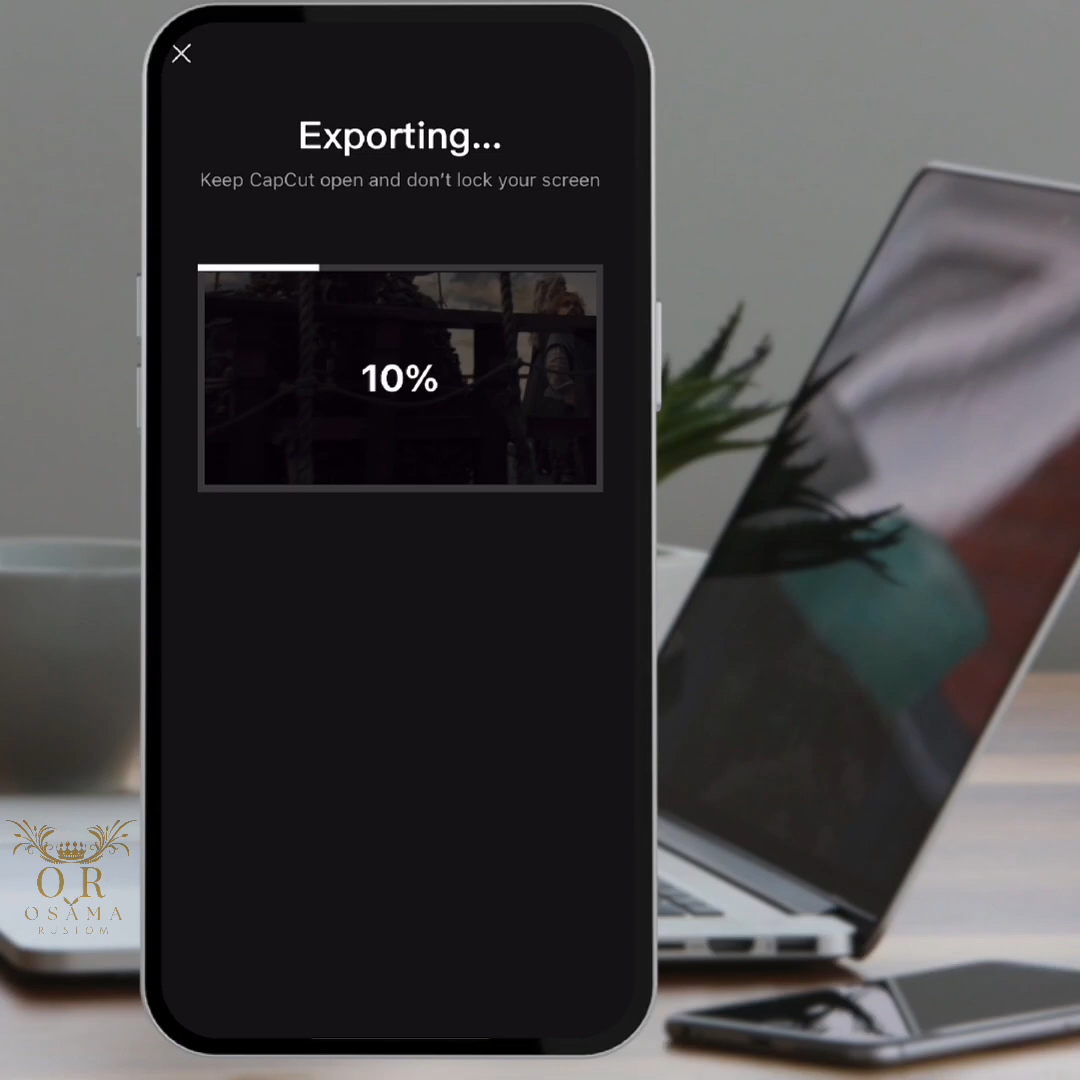 Exporting...
Keep CapCut open and don't lock your screen
10%
OR
OSAMA
RUSTOM